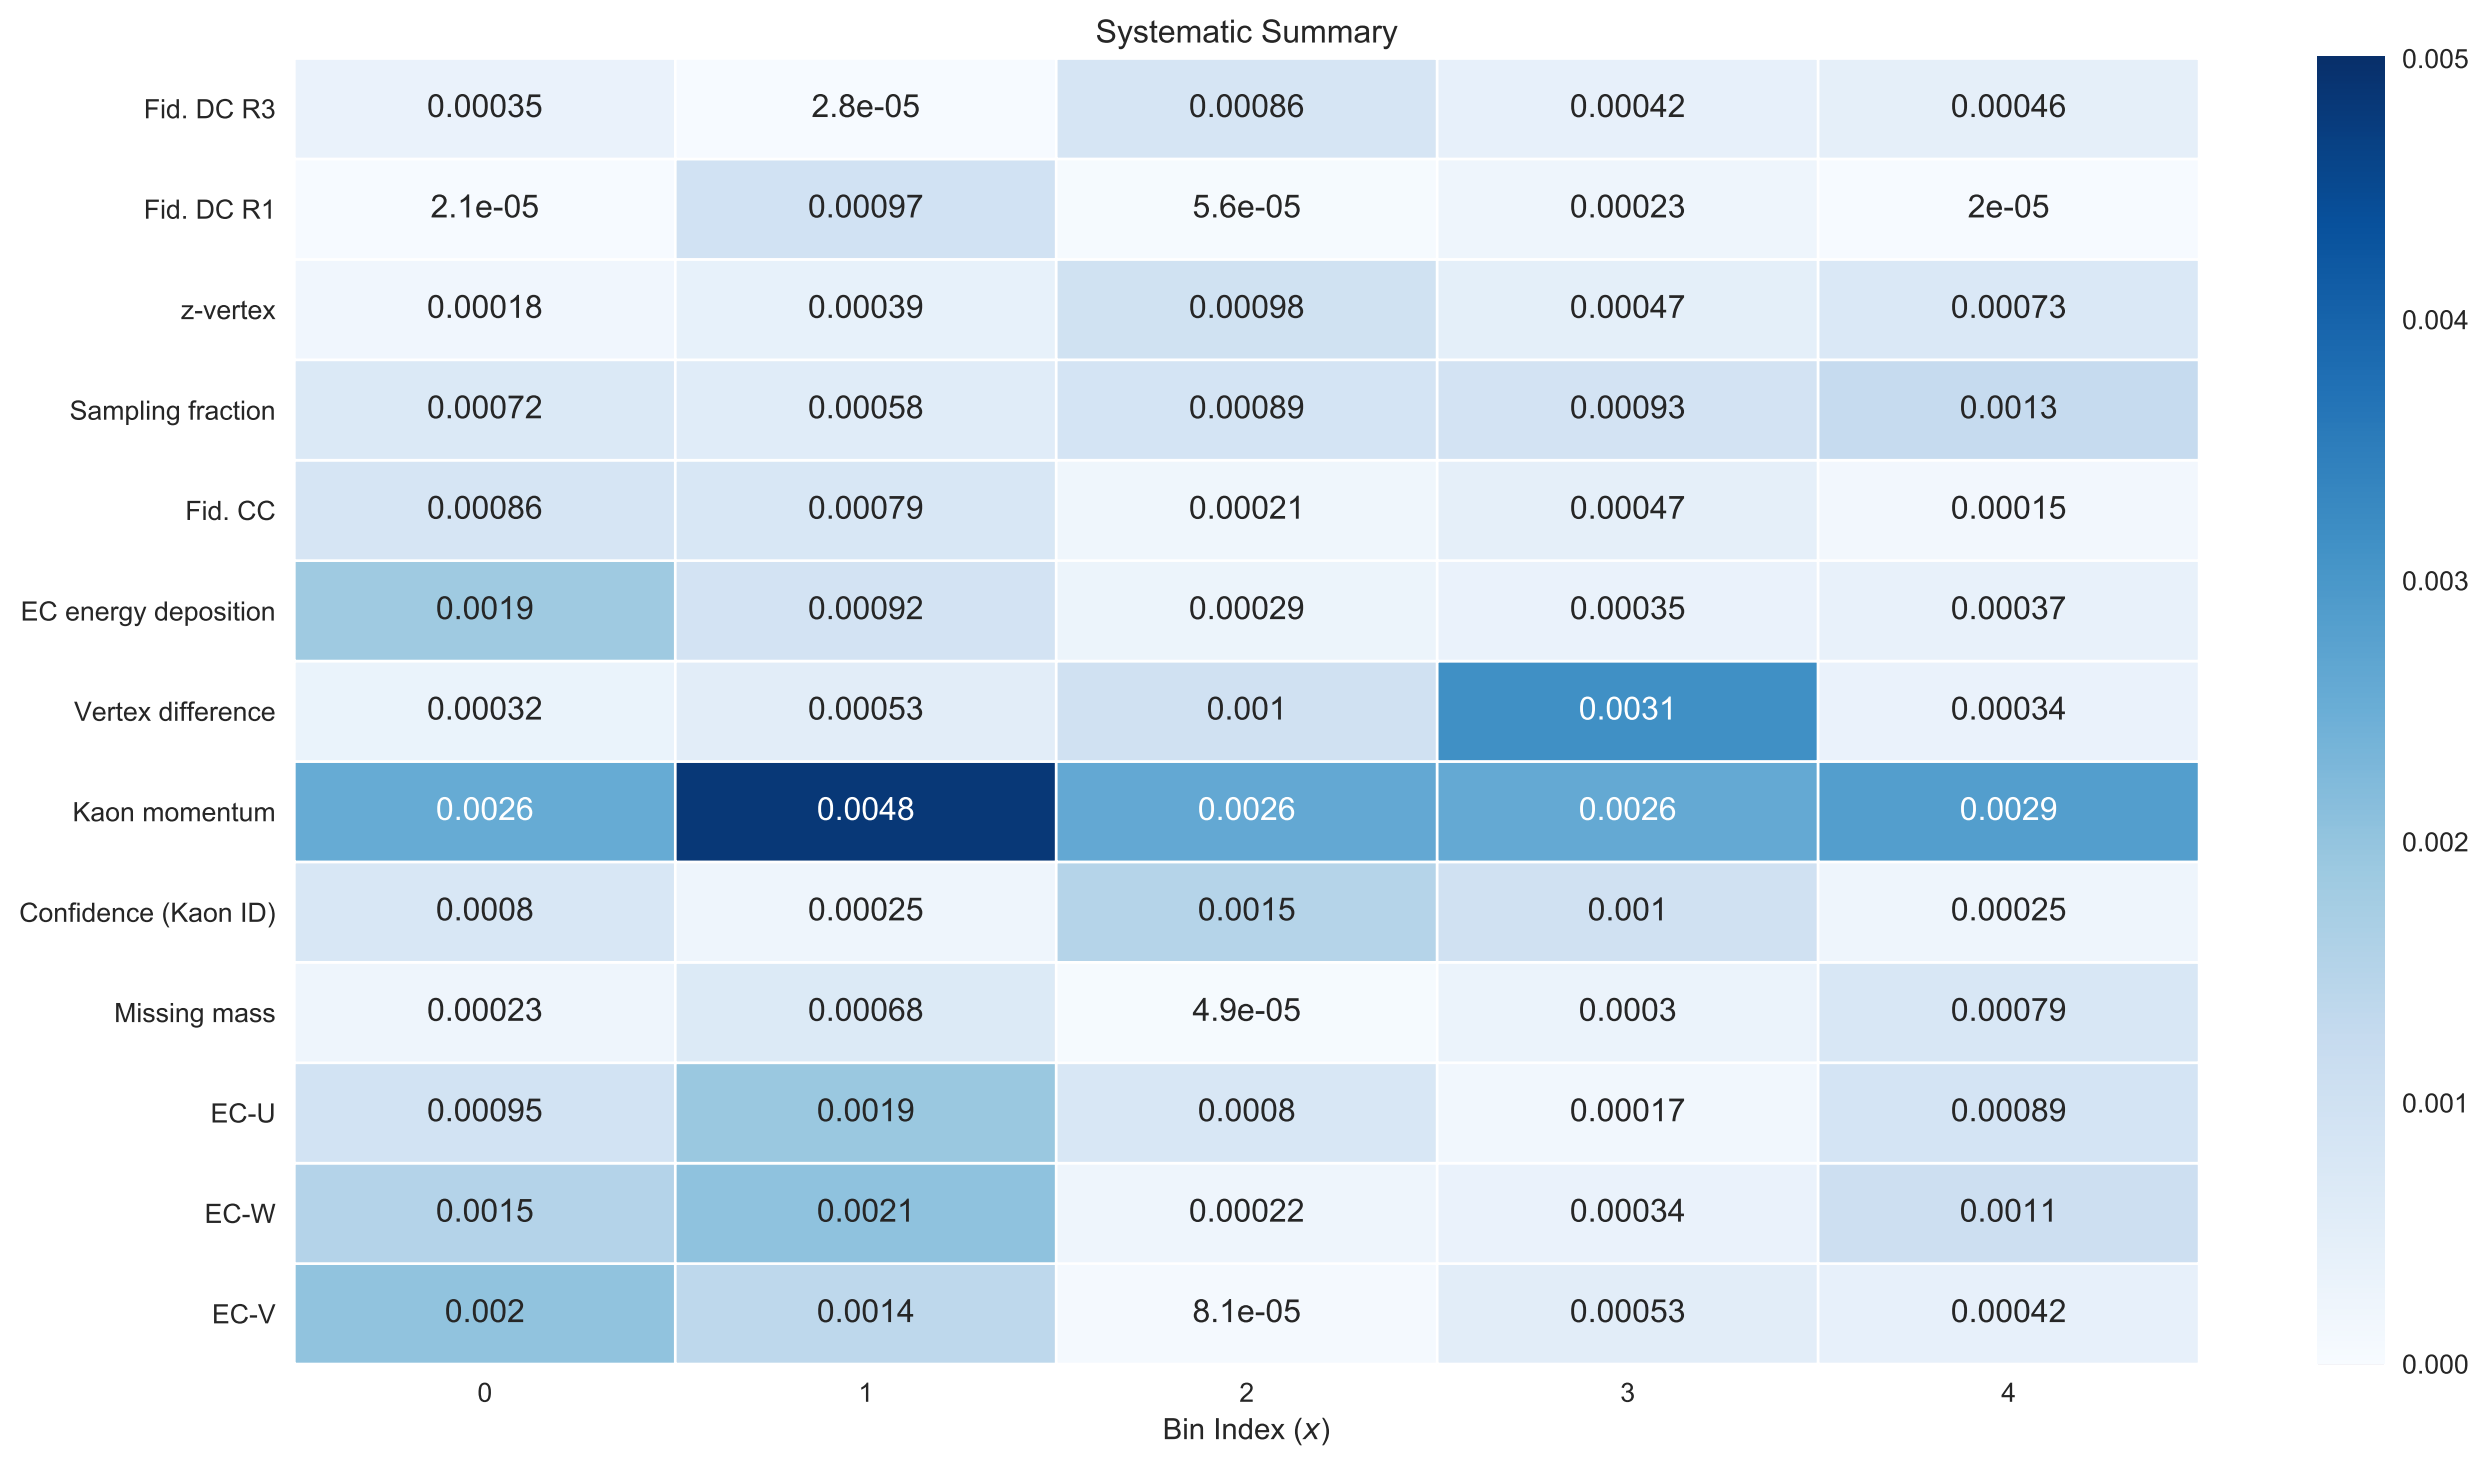 Systematic Summary
Fid. DC R3 0.00035 2.8e-05 0.00086 0.00042 0.00046
Fid. DC R1 2.1e-05 0.00097 5.6e-05 0.00023 2e-05
z-vertex 0.00018 0.00039 0.00098 0.00047 0.00073
Sampling fraction 0.00072 0.00058 0.00089 0.00093 0.0013
Fid. CC 0.00086 0.00079 0.00021 0.00047 0.00015
EC energy deposition 0.0019 0.00092 0.00029 0.00035 0.00037
Vertex difference 0.00032 0.00053 0.001 0.0031 0.00034
Kaon momentum 0.0026 0.0048 0.0026 0.0026 0.0029
Confidence (Kaon ID) 0.0008 0.00025 0.0015 0.001 0.00025
Missing mass 0.00023 0.00068 4.9e-05 0.0003 0.00079
EC-U 0.00095 0.0019 0.0008 0.00017 0.00089
EC-W 0.0015 0.0021 0.00022 0.00034 0.0011
EC-V 0.002 0.0014 8.1e-05 0.00053 0.00042
0 1 2 3 4
Bin Index (x)
0.005
0.004
0.003
0.002
0.001
0.000